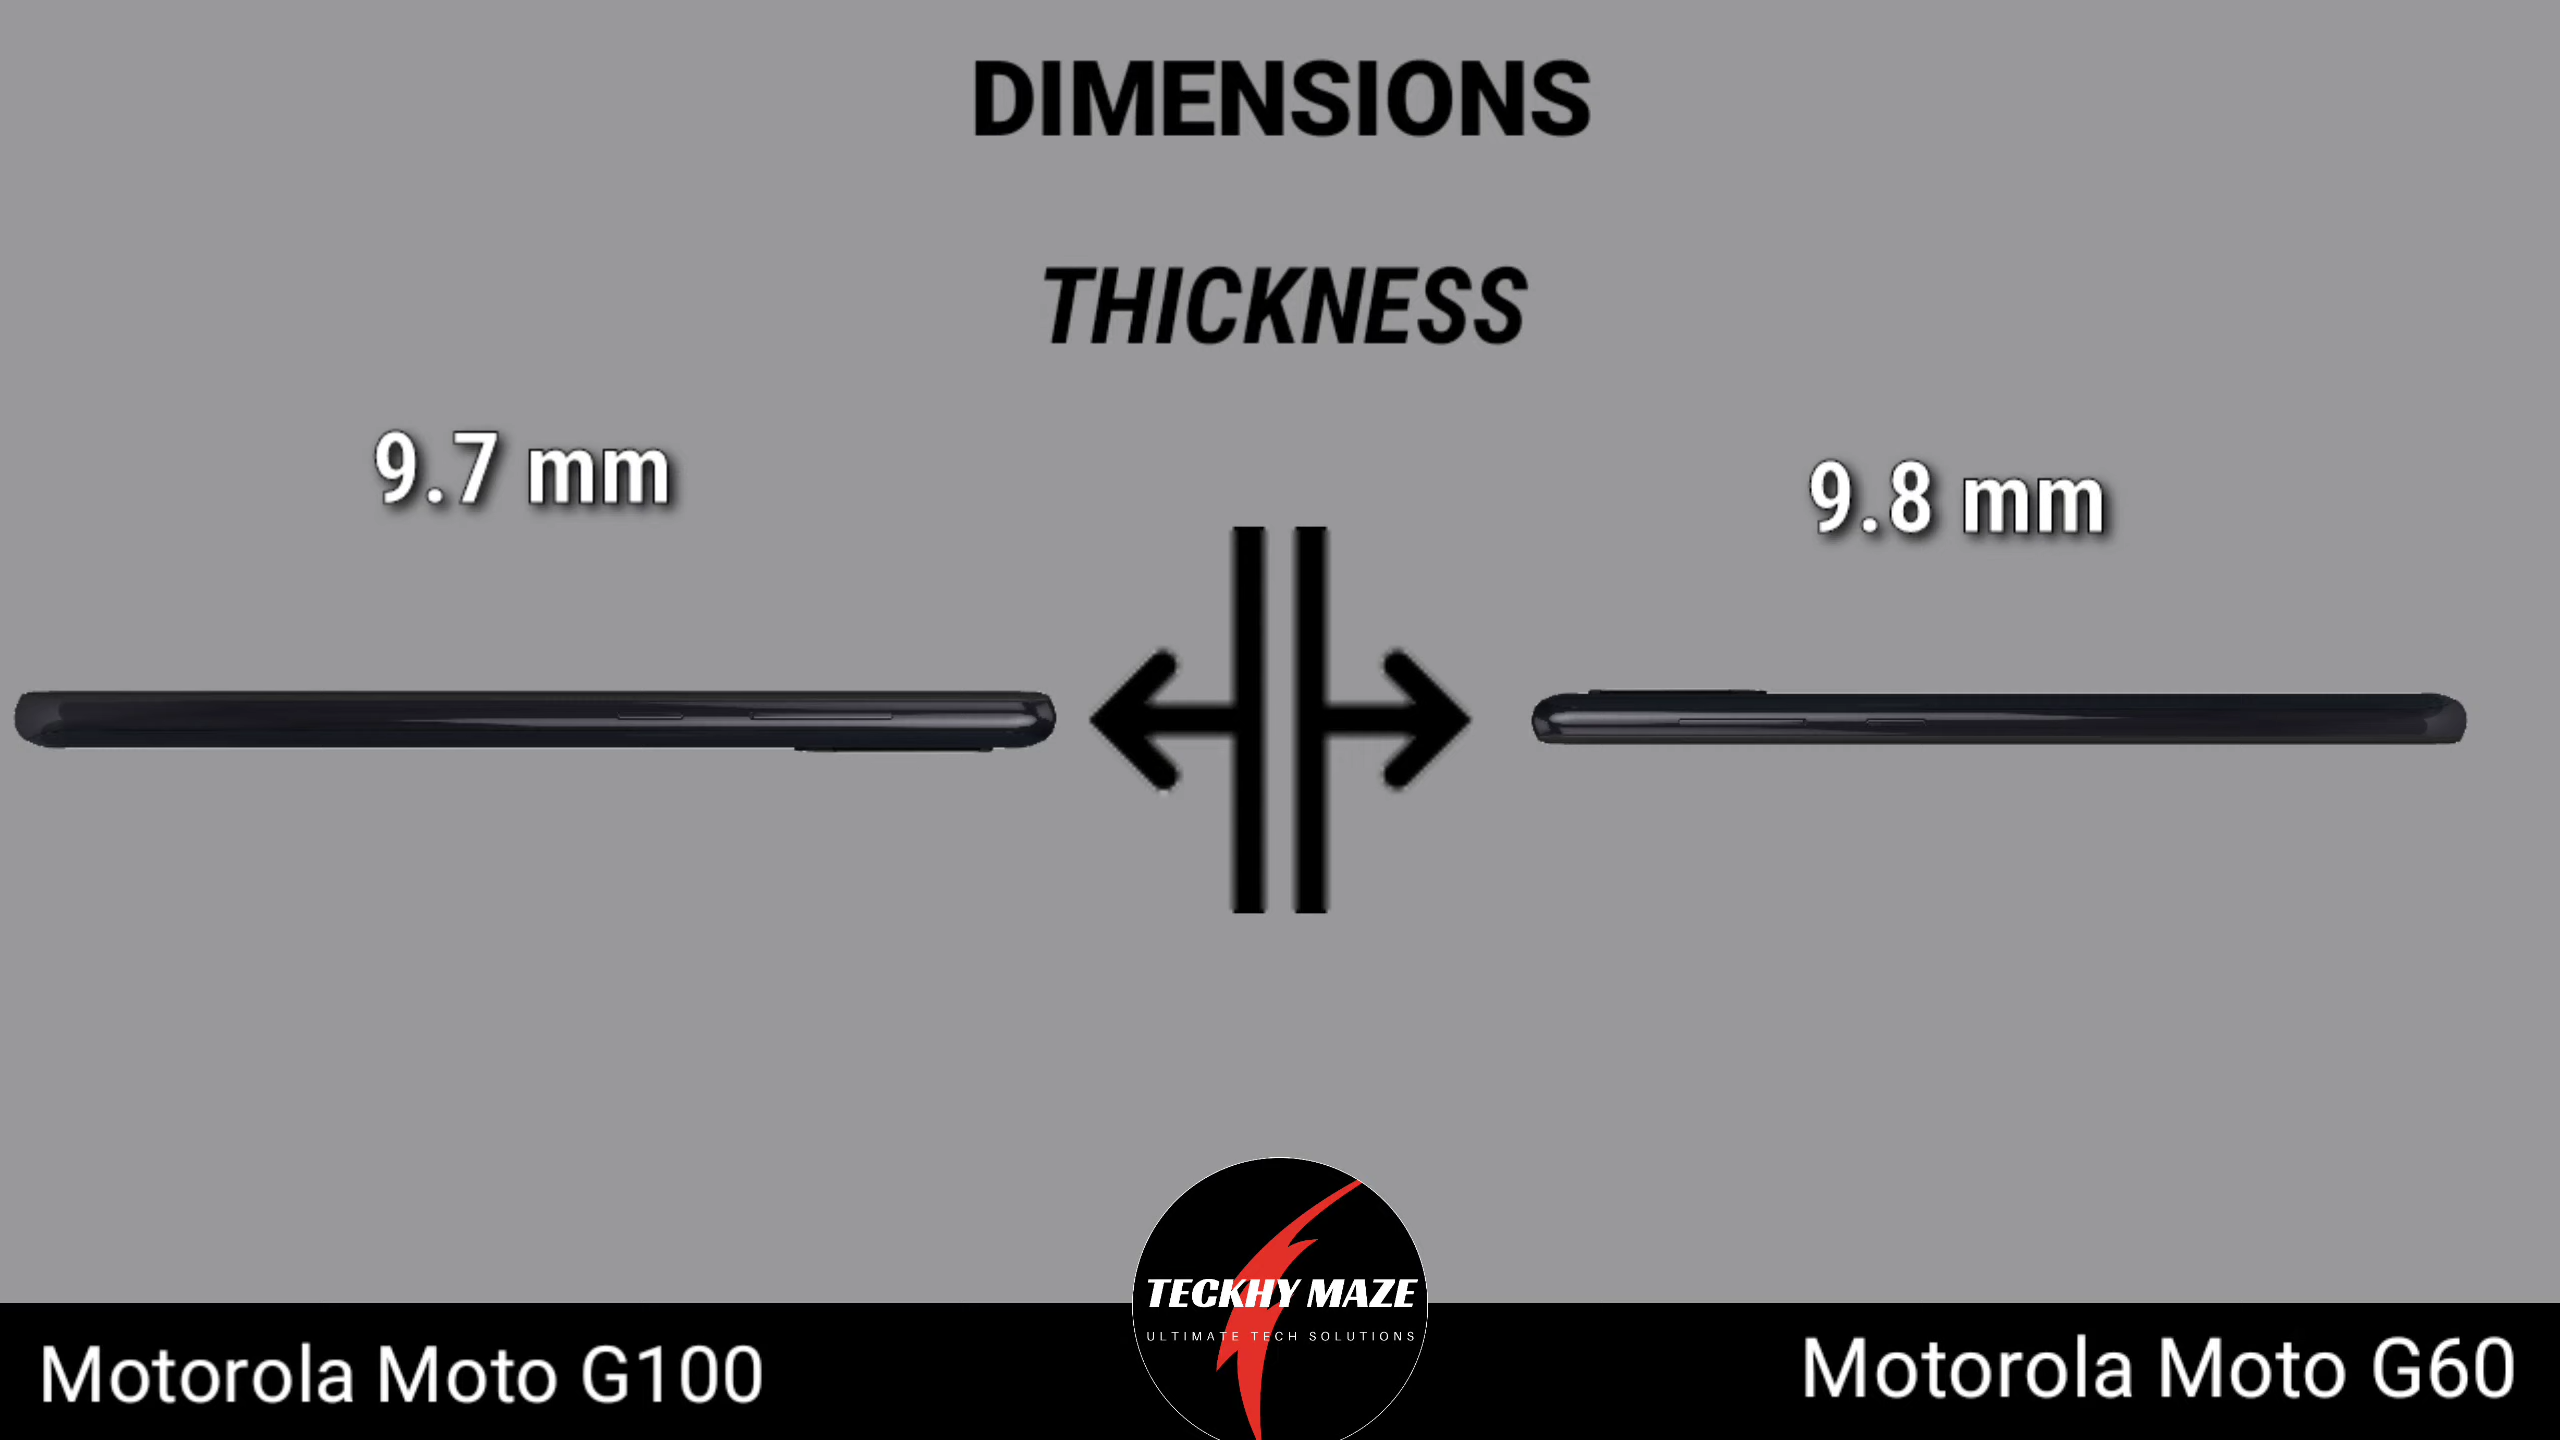 DIMENSIONS
THICKNESS
9.7 mm
9.8 mm
TECKHY MAZE
ULTIMATE TECH SOLUTIONS
Motorola Moto G100
Motorola Moto G60